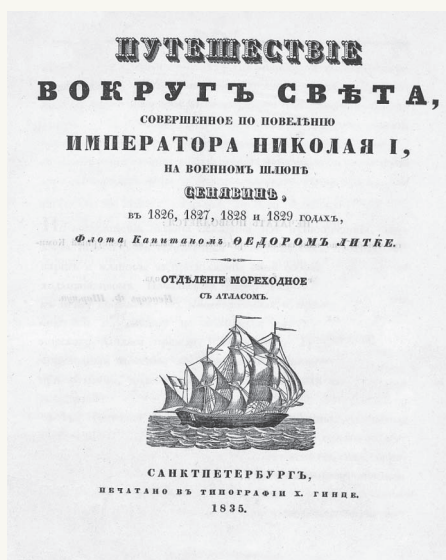 ПУТЕШЕСТВІЕ
ВОКРУГЪ СВѢТА,
СОВЕРШЕННОЕ ПО ПОВЕЛѢНІЮ
ИМПЕРАТОРА НИКОЛАЯ I,
НА ВОЕННОМЪ ШЛЮПѢ
СЕНЯВИНѢ,
въ 1826, 1827, 1828 и 1829 годахъ,
Флота Капитаномъ ѲЕДОРОМЪ ЛИТКЕ.
ОТДѢЛЕНІЕ МОРЕХОДНОЕ
СЪ АТЛАСОМЪ.
САНКТПЕТЕРБУРГЪ,
ПЕЧАТАНО ВЪ ТИПОГРАФІИ Х. ГИНЦЕ.
1835.